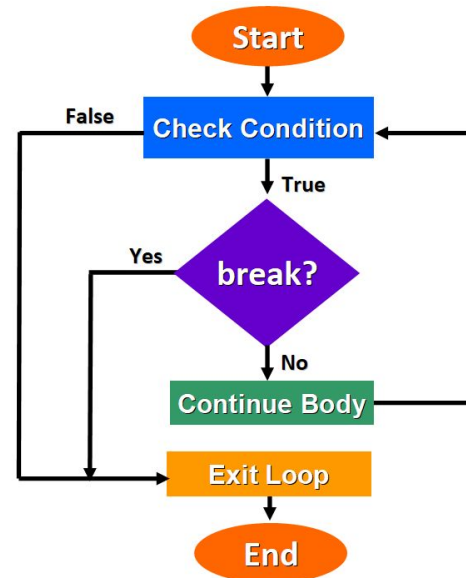 Start
False
Check Condition
True
Yes
break?
No
Continue Body
Exit Loop
End